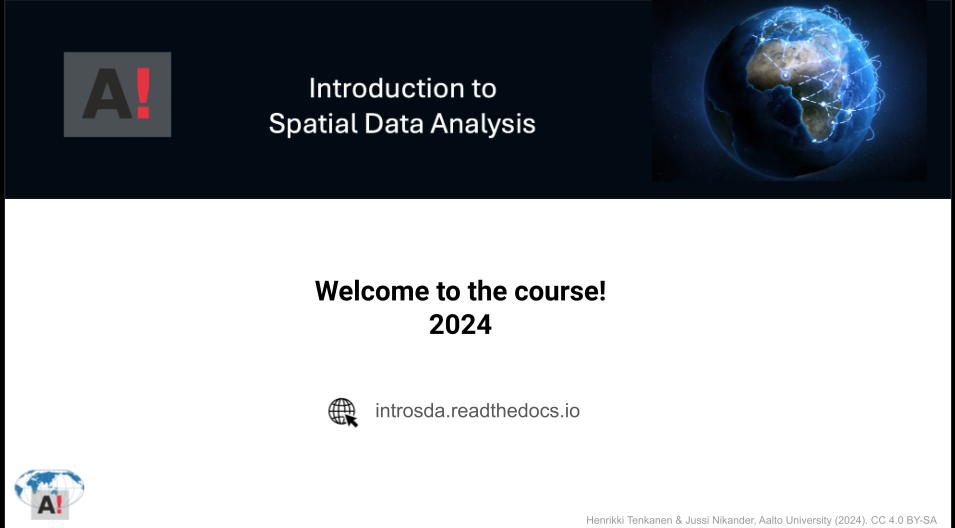 A!
Introduction to
Spatial Data Analysis
Welcome to the course!
2024
introsda.readthedocs.io
A!
Henrikki Tenkanen & Jussi Nikander, Aalto University (2024). CC 4.0 BY-SA